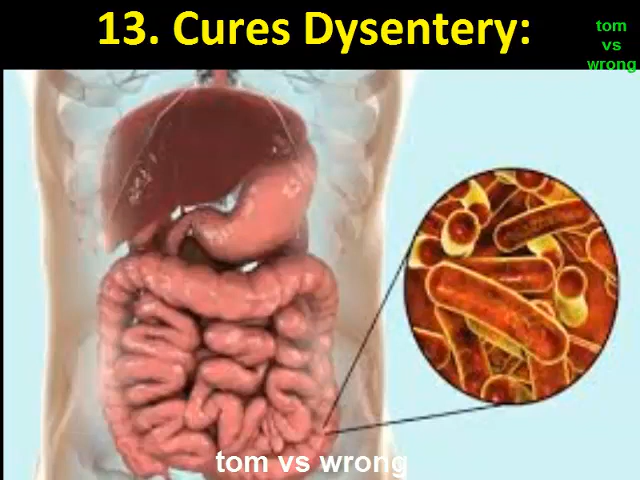 13. Cures Dysentery:
tom
vs
wrong
tom vs wrong